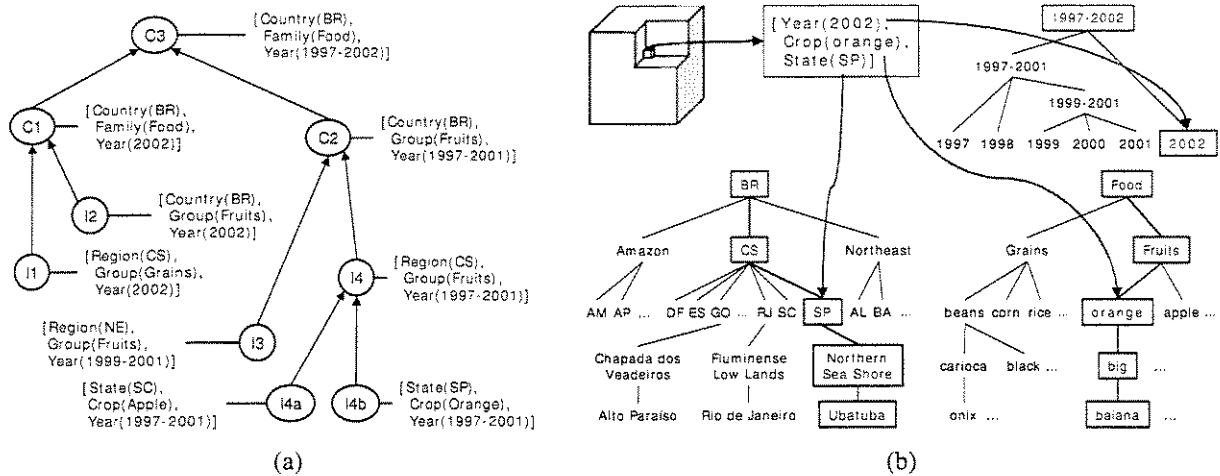 C3
[Country(BR),
Family(Food),
Year(1997-2002)]
C1
[Country(BR),
Family(Food),
Year(2002)]
C2
[Country(BR),
Group(Fruits),
Year(1997-2001)]
I2
[Country(BR),
Group(Fruits),
Year(2002)]
I1
[Region(CS),
Group(Grains),
Year(2002)]
I4
[Region(CS),
Group(Fruits),
Year(1997-2001)]
[Region(NE),
Group(Fruits),
Year(1999-2001)]
I3
[State(SC),
Crop(Apple),
Year(1997-2001)]
I4a
I4b
[State(SP),
Crop(Orange),
Year(1997-2001)]
(a)
[Year(2002),
Crop(orange),
State(SP)]
1997-2002
1997-2001
1999-2001
1997 1998 1999 2000 2001 2002
BR
Amazon CS Northeast
AM AP ... DF ES GO ... RJ SC SP AL BA ...
Chapada dos
Veadeiros
Fluminense
Low Lands
Northern
Sea Shore
Alto Paraíso Rio de Janeiro Ubatuba
Food
Grains Fruits
beans corn rice ... orange apple ...
carioca black ... big ...
onix ... baiana ...
(b)